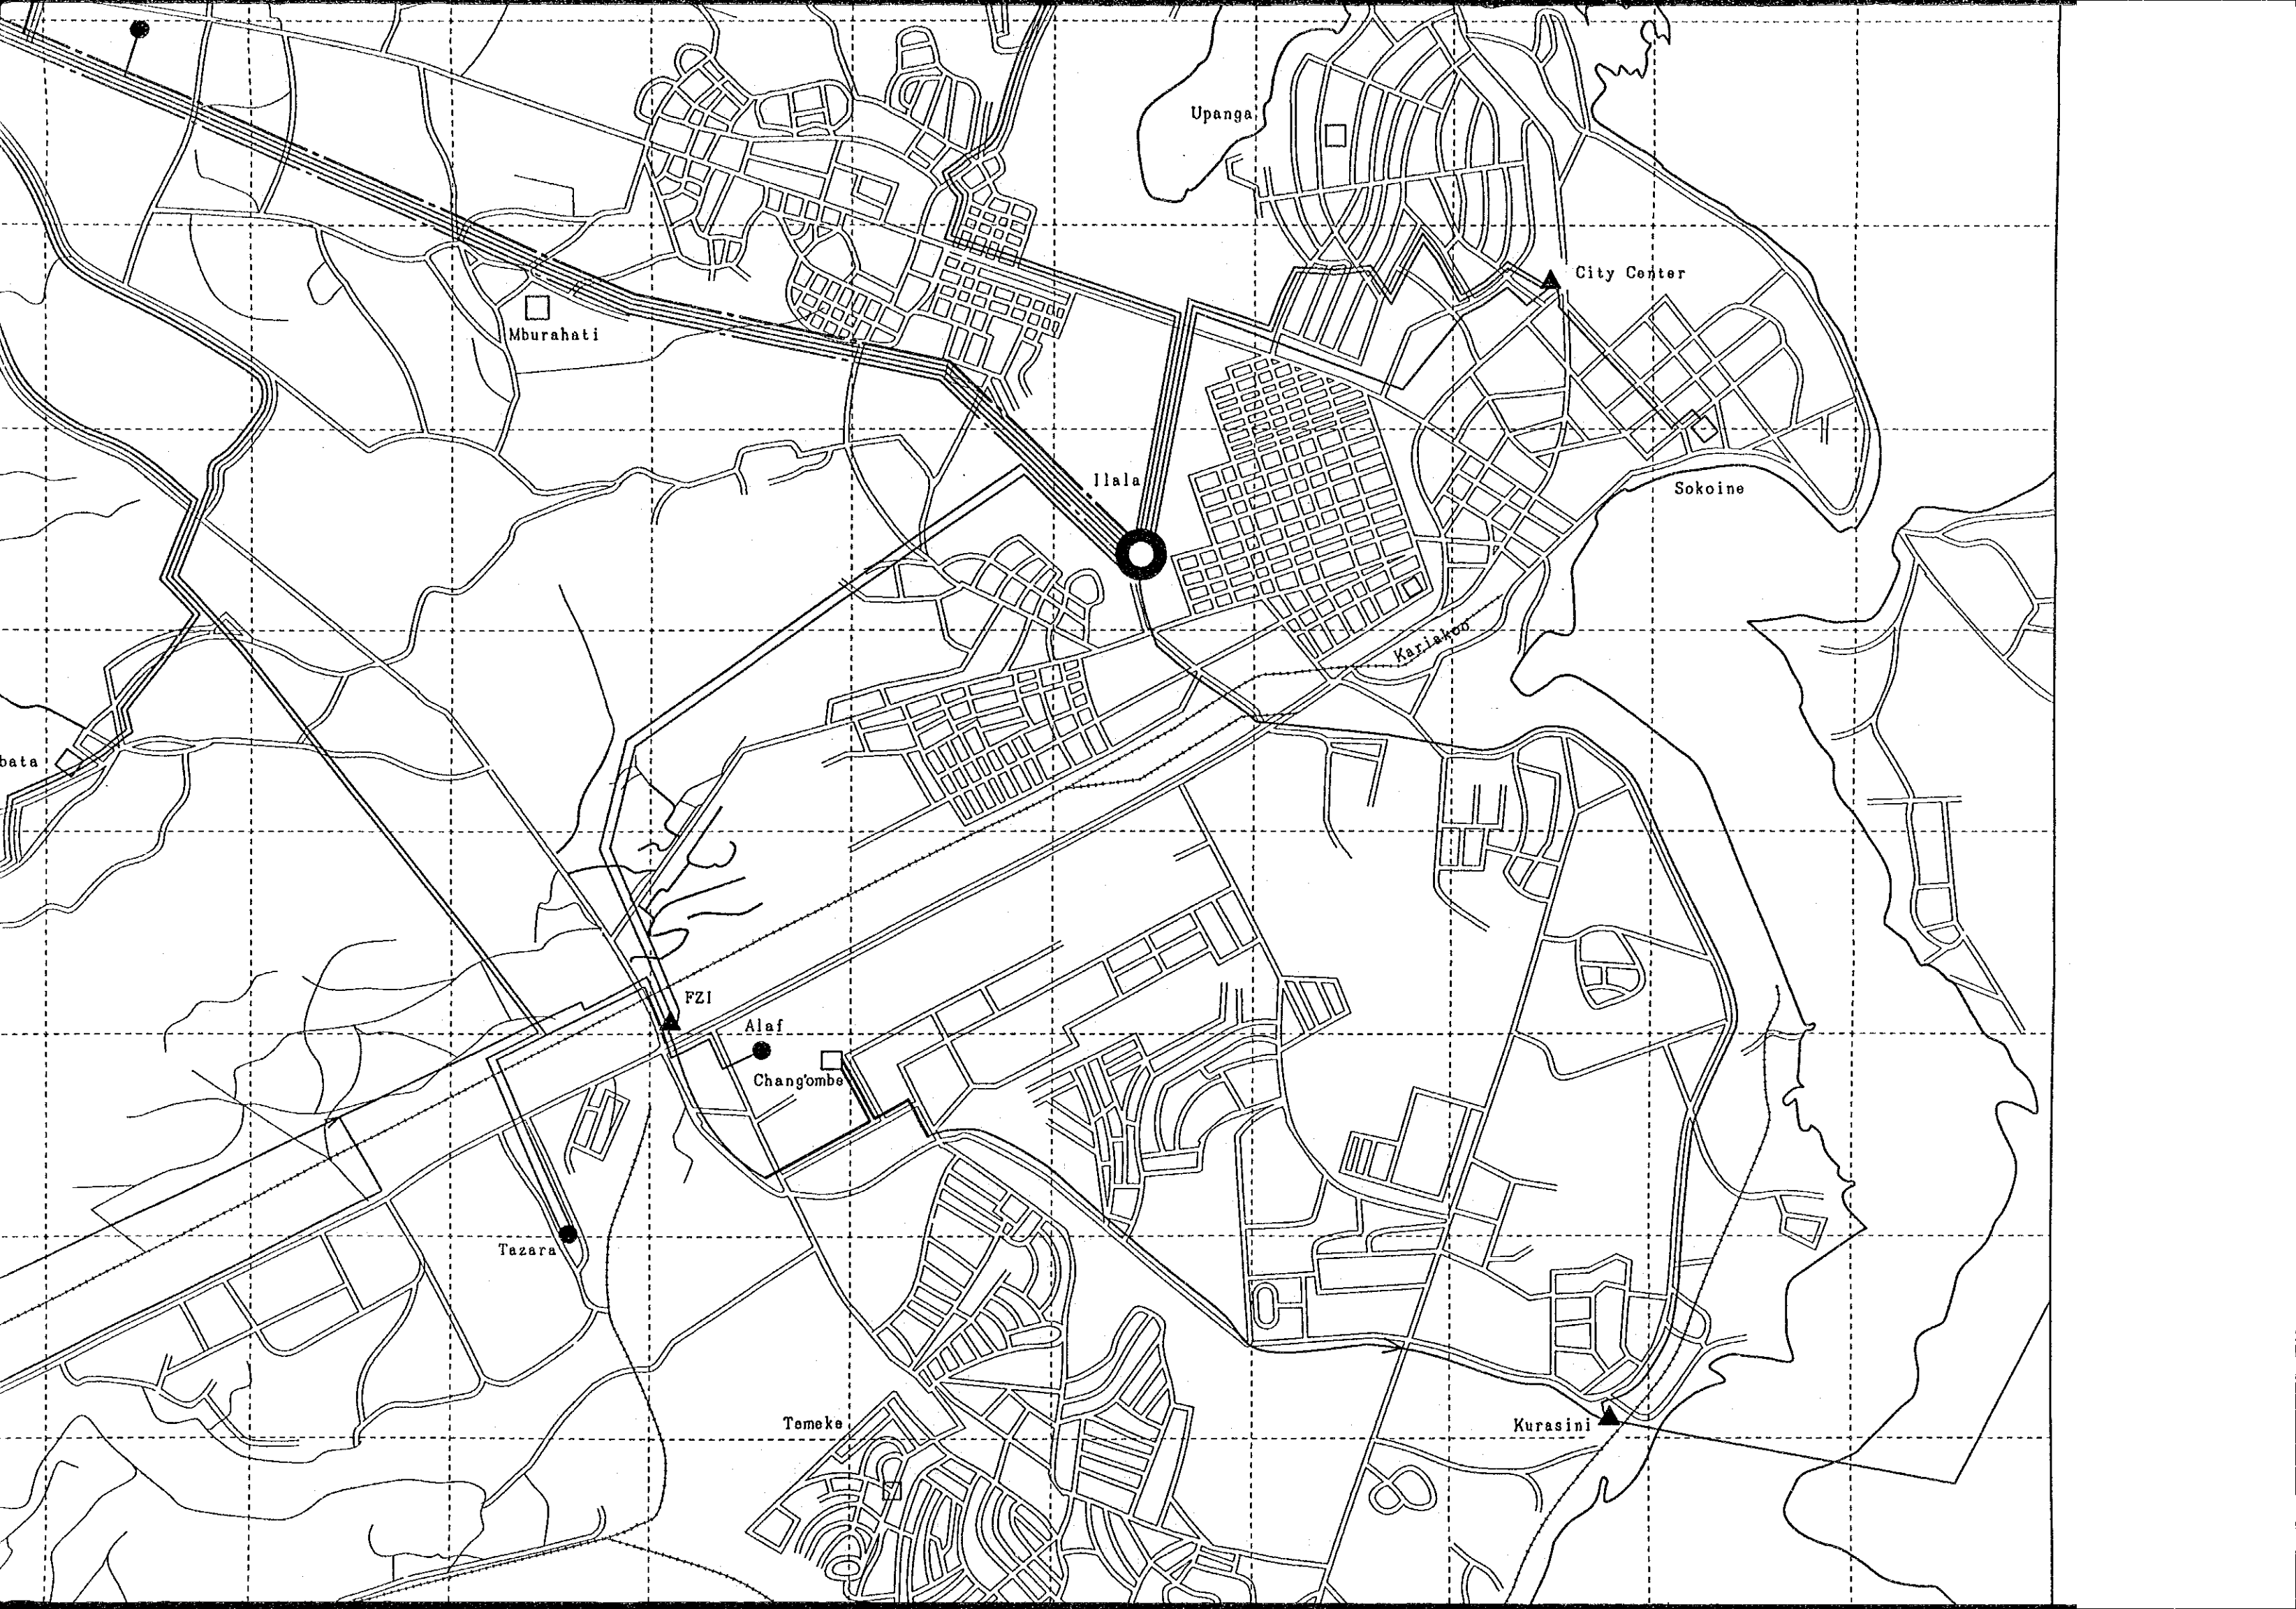 Upanga
City Center
Mburahati
Ilala
Sokoine
Kariakoo
bata
FZI
Alaf
Chang'ombe
Tazara
Temeke
Kurasini